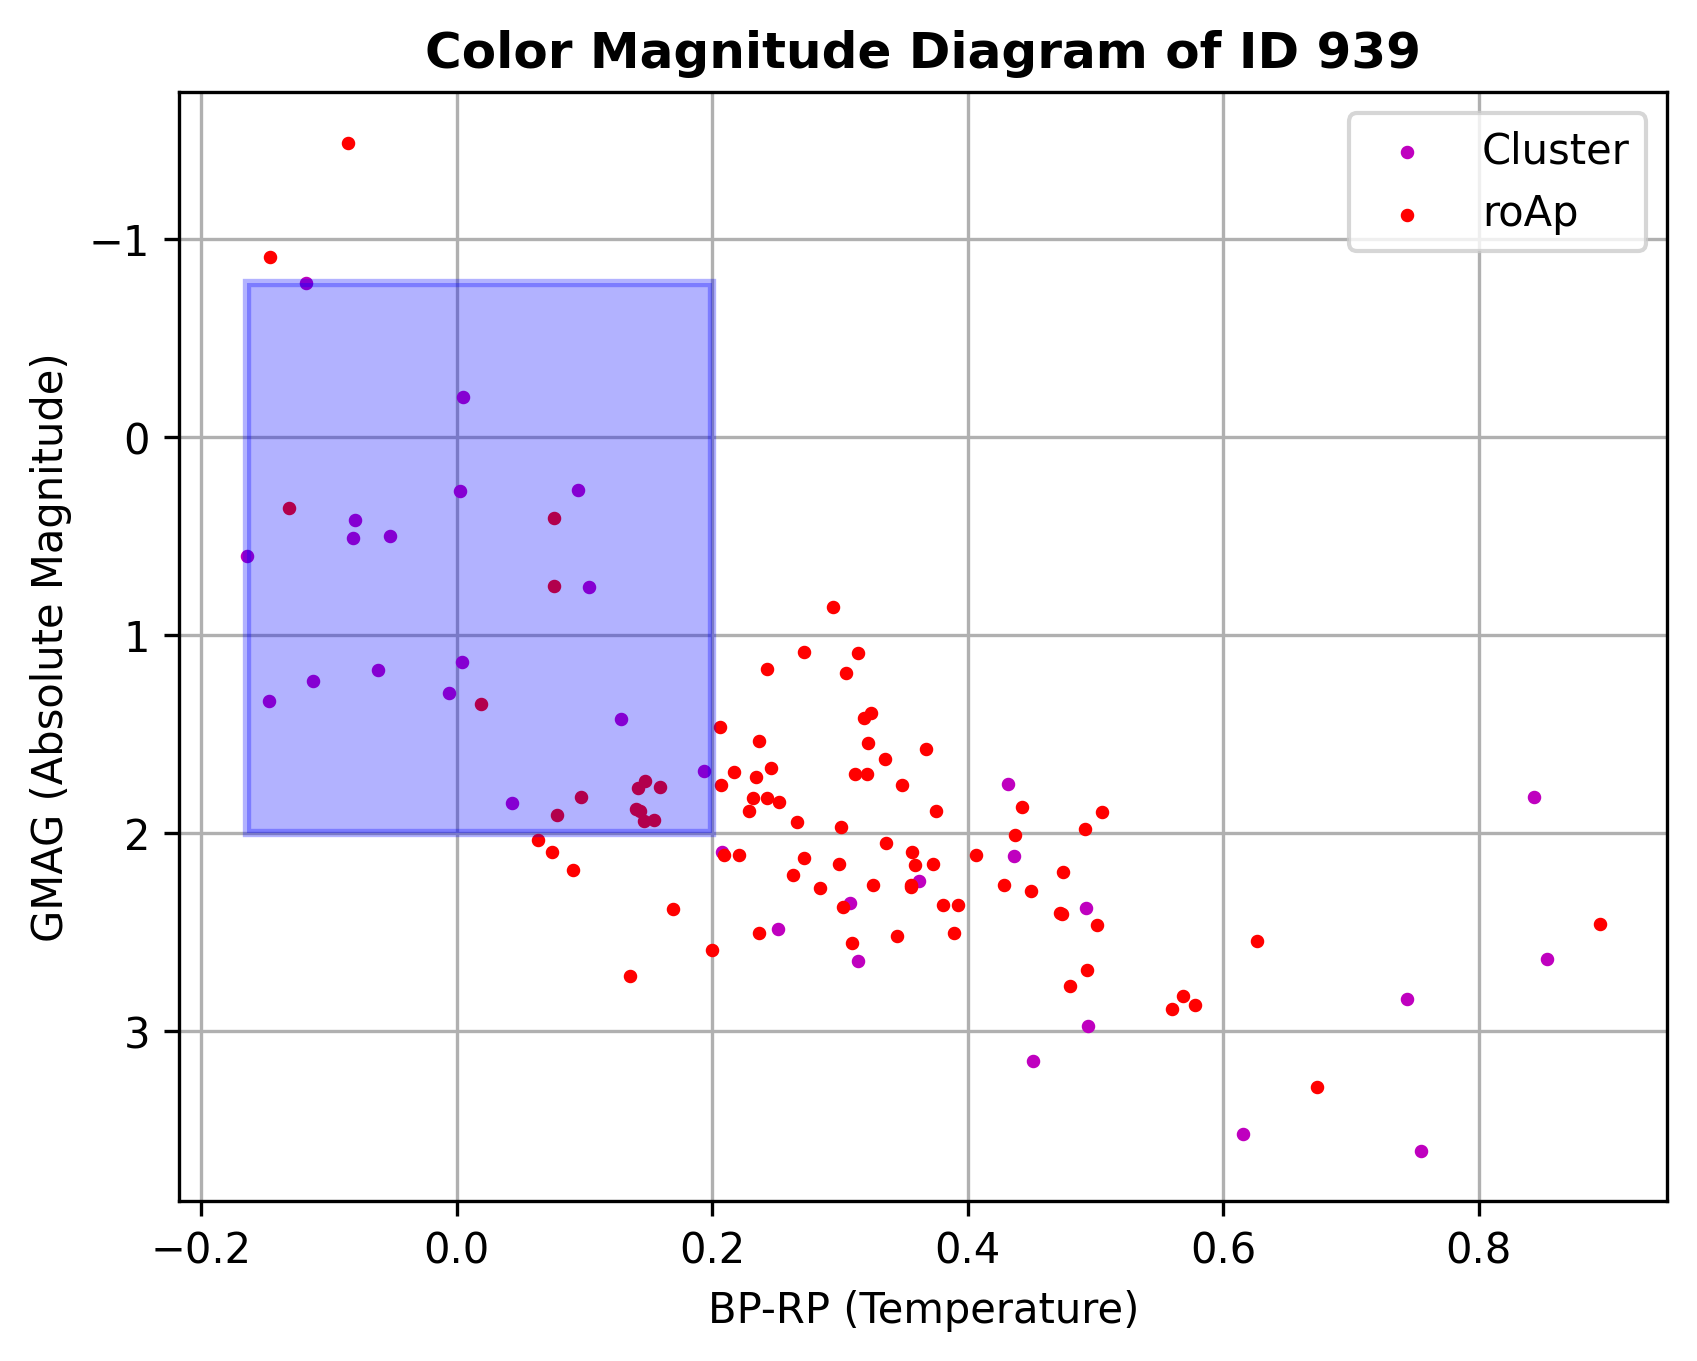 Color Magnitude Diagram of ID 939
Cluster
roAp
−1
0
1
2
3
GMAG (Absolute Magnitude)
−0.2 0.0 0.2 0.4 0.6 0.8
BP-RP (Temperature)